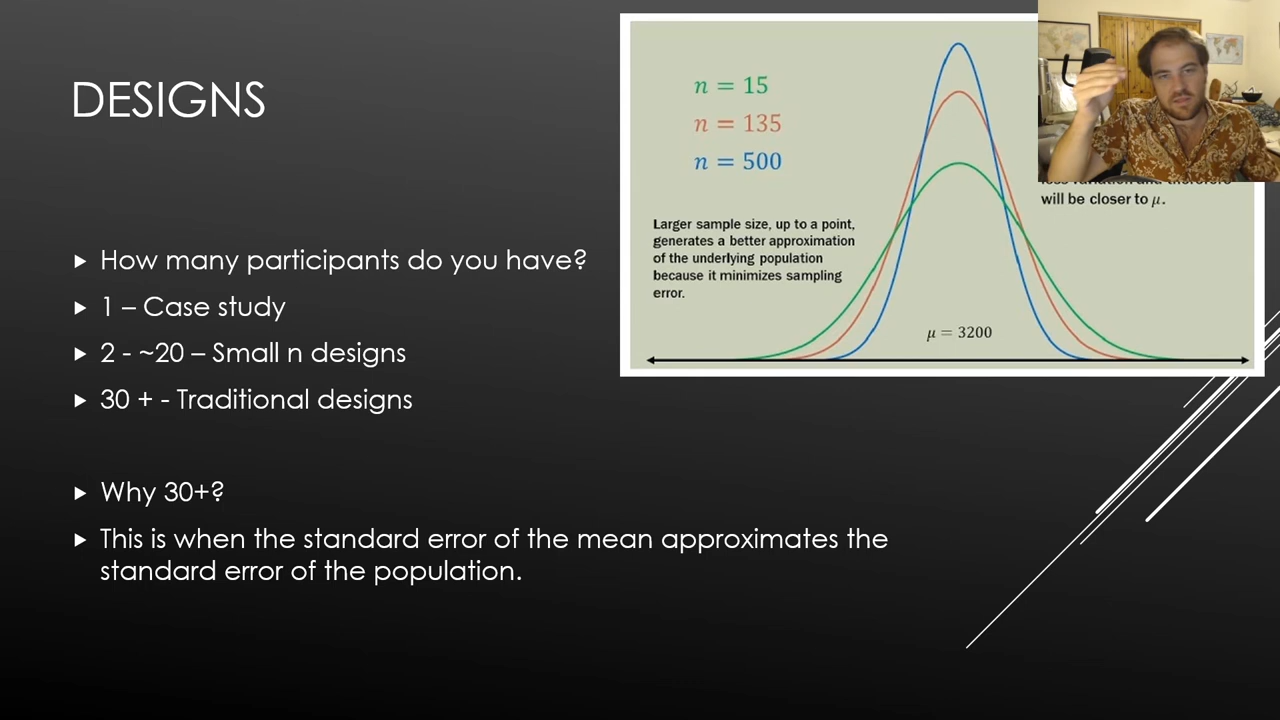 DESIGNS
How many participants do you have?
1 – Case study
2 - ~20 – Small n designs
30 + - Traditional designs
Why 30+?
This is when the standard error of the mean approximates the
standard error of the population.
n = 15
n = 135
n = 500
Larger sample size, up to a point,
generates a better approximation
of the underlying population
because it minimizes sampling
error.
μ = 3200
will be closer to μ.